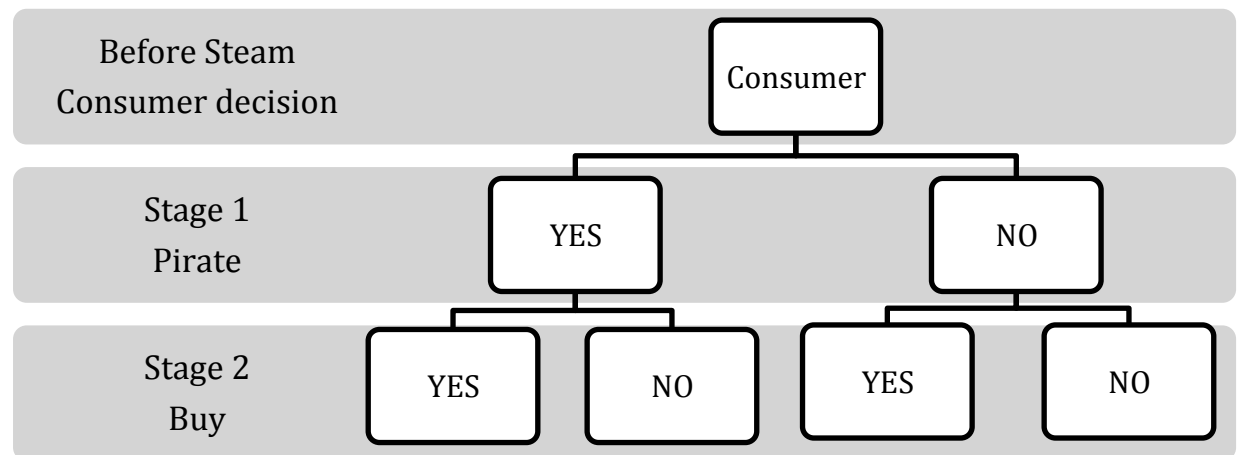 Before Steam
Consumer decision
Consumer
Stage 1
Pirate
YES
NO
Stage 2
Buy
YES
NO
YES
NO